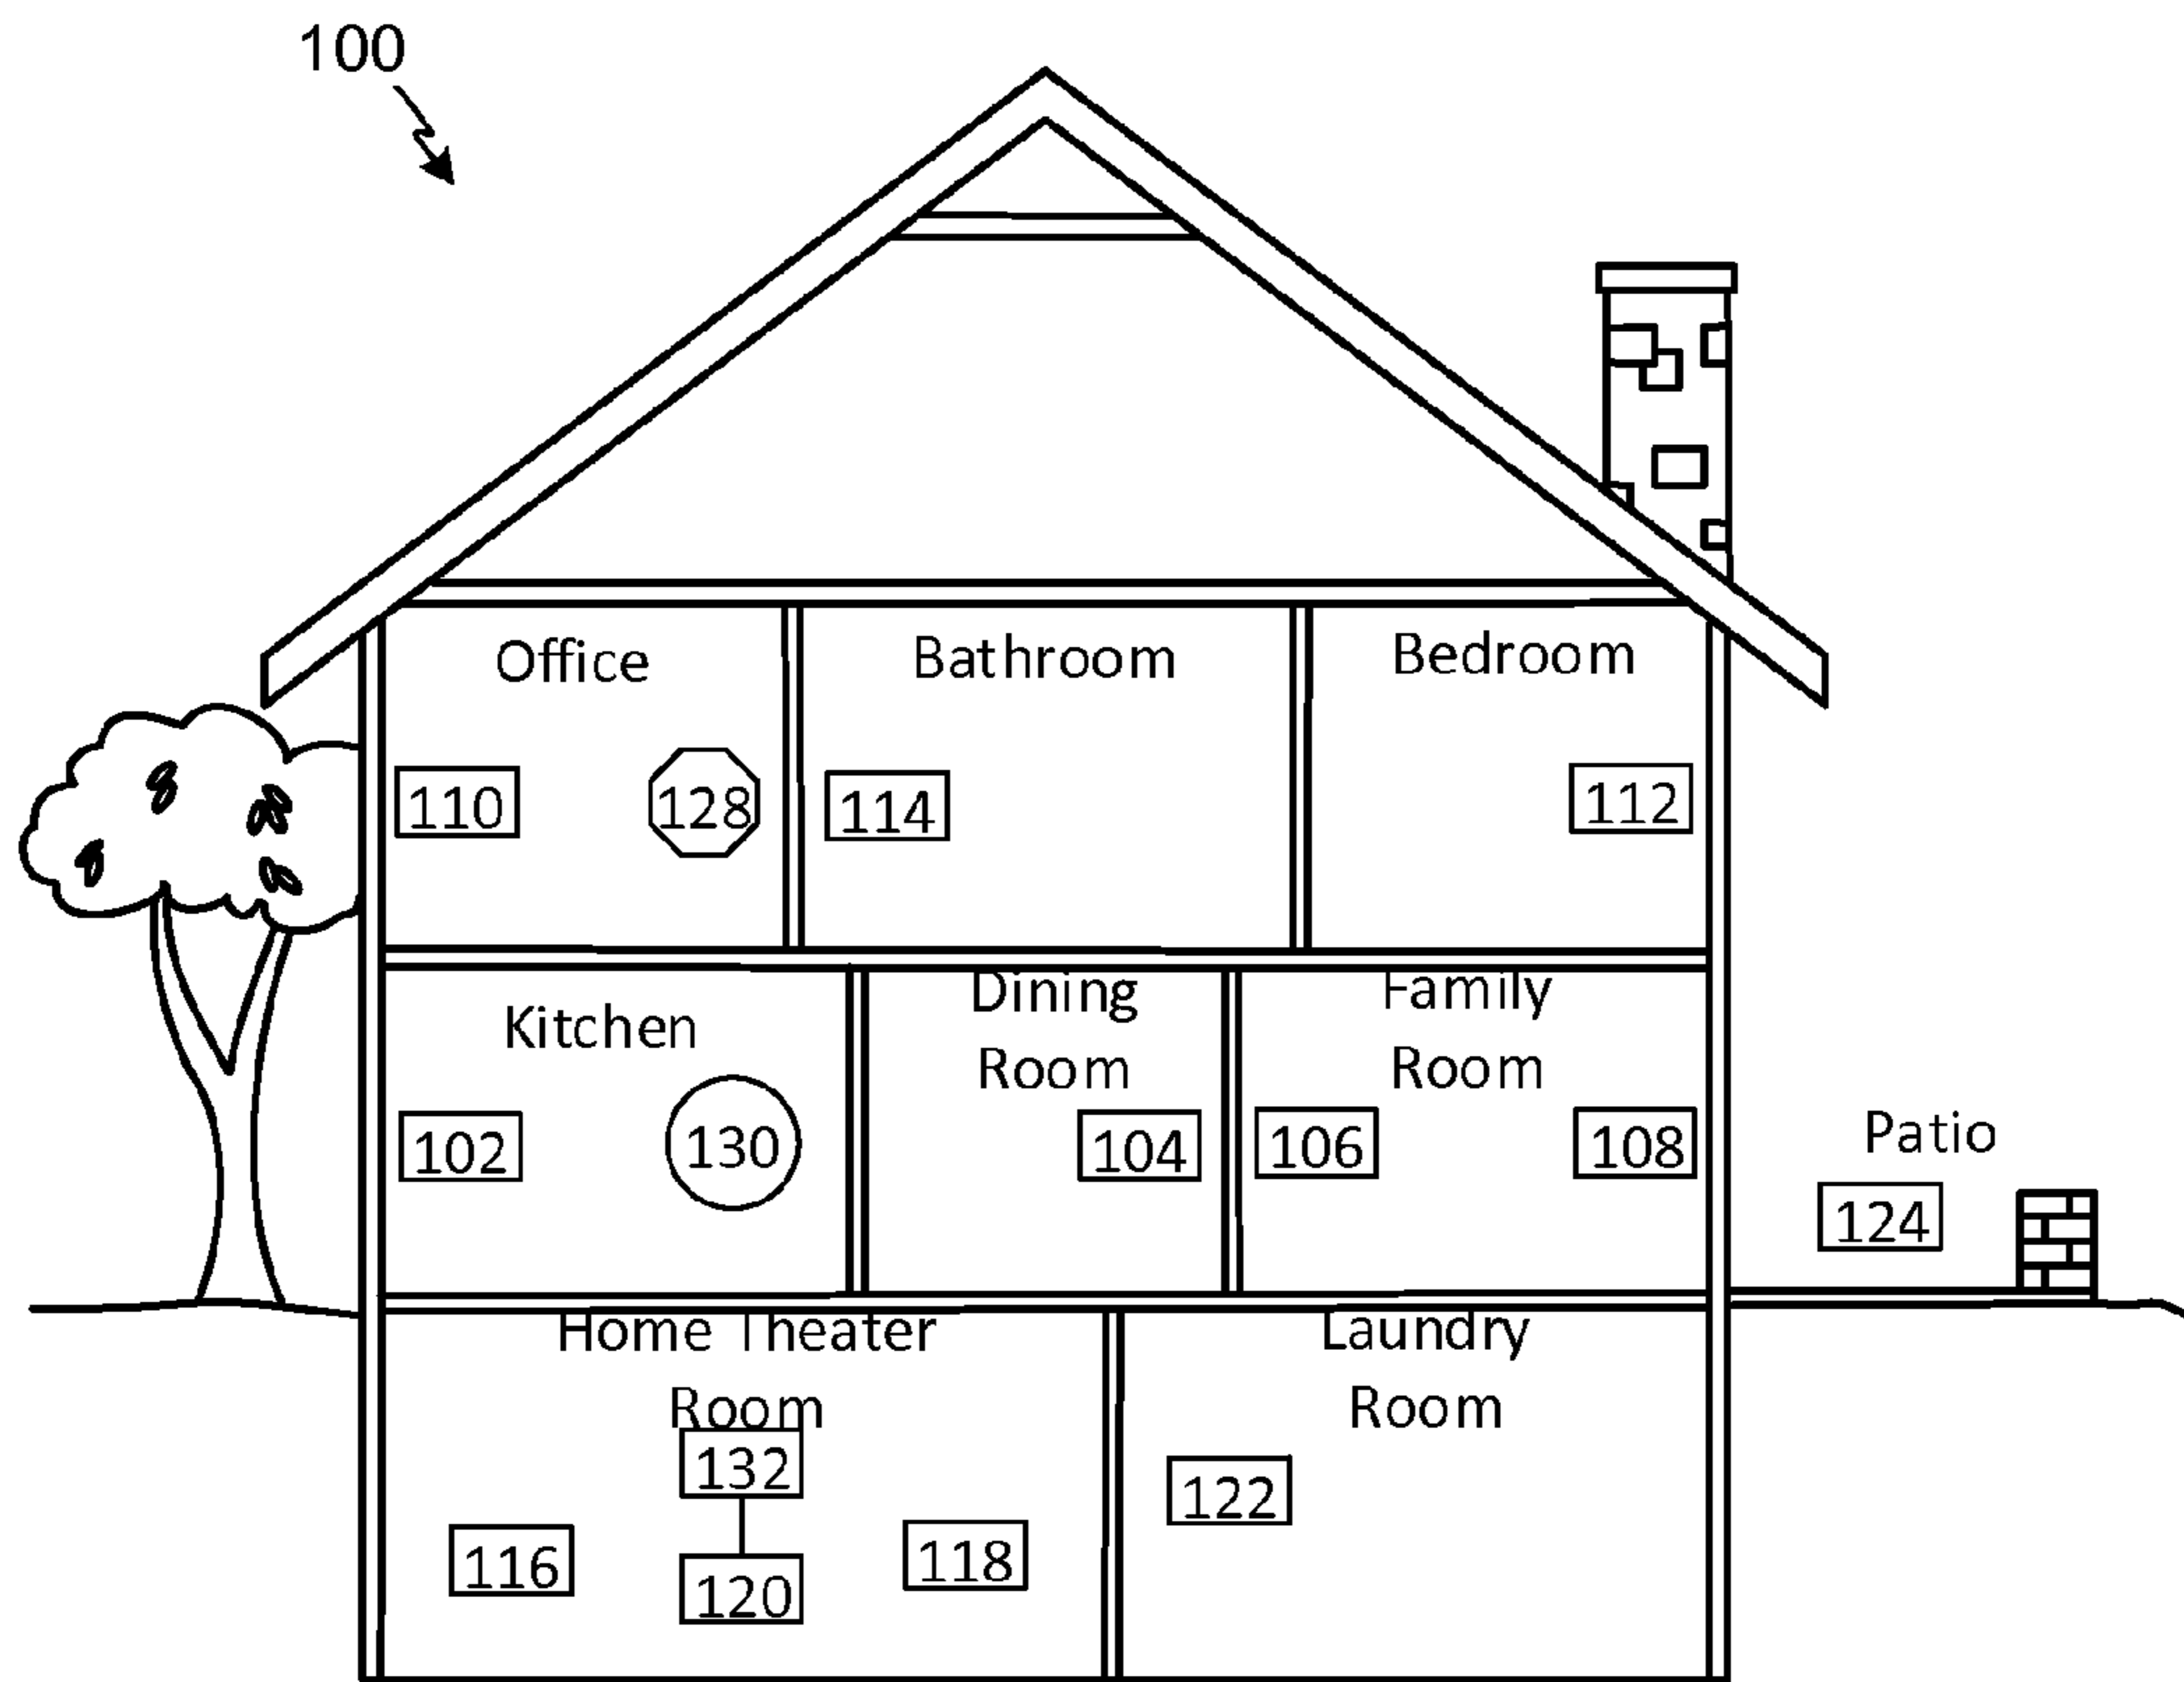 100
Office
Bathroom
Bedroom
110
128
114
112
Kitchen
Dining
Room
Family
Room
102
130
104
106
108
Patio
124
Home Theater
Room
Laundry
Room
132
122
116
120
118